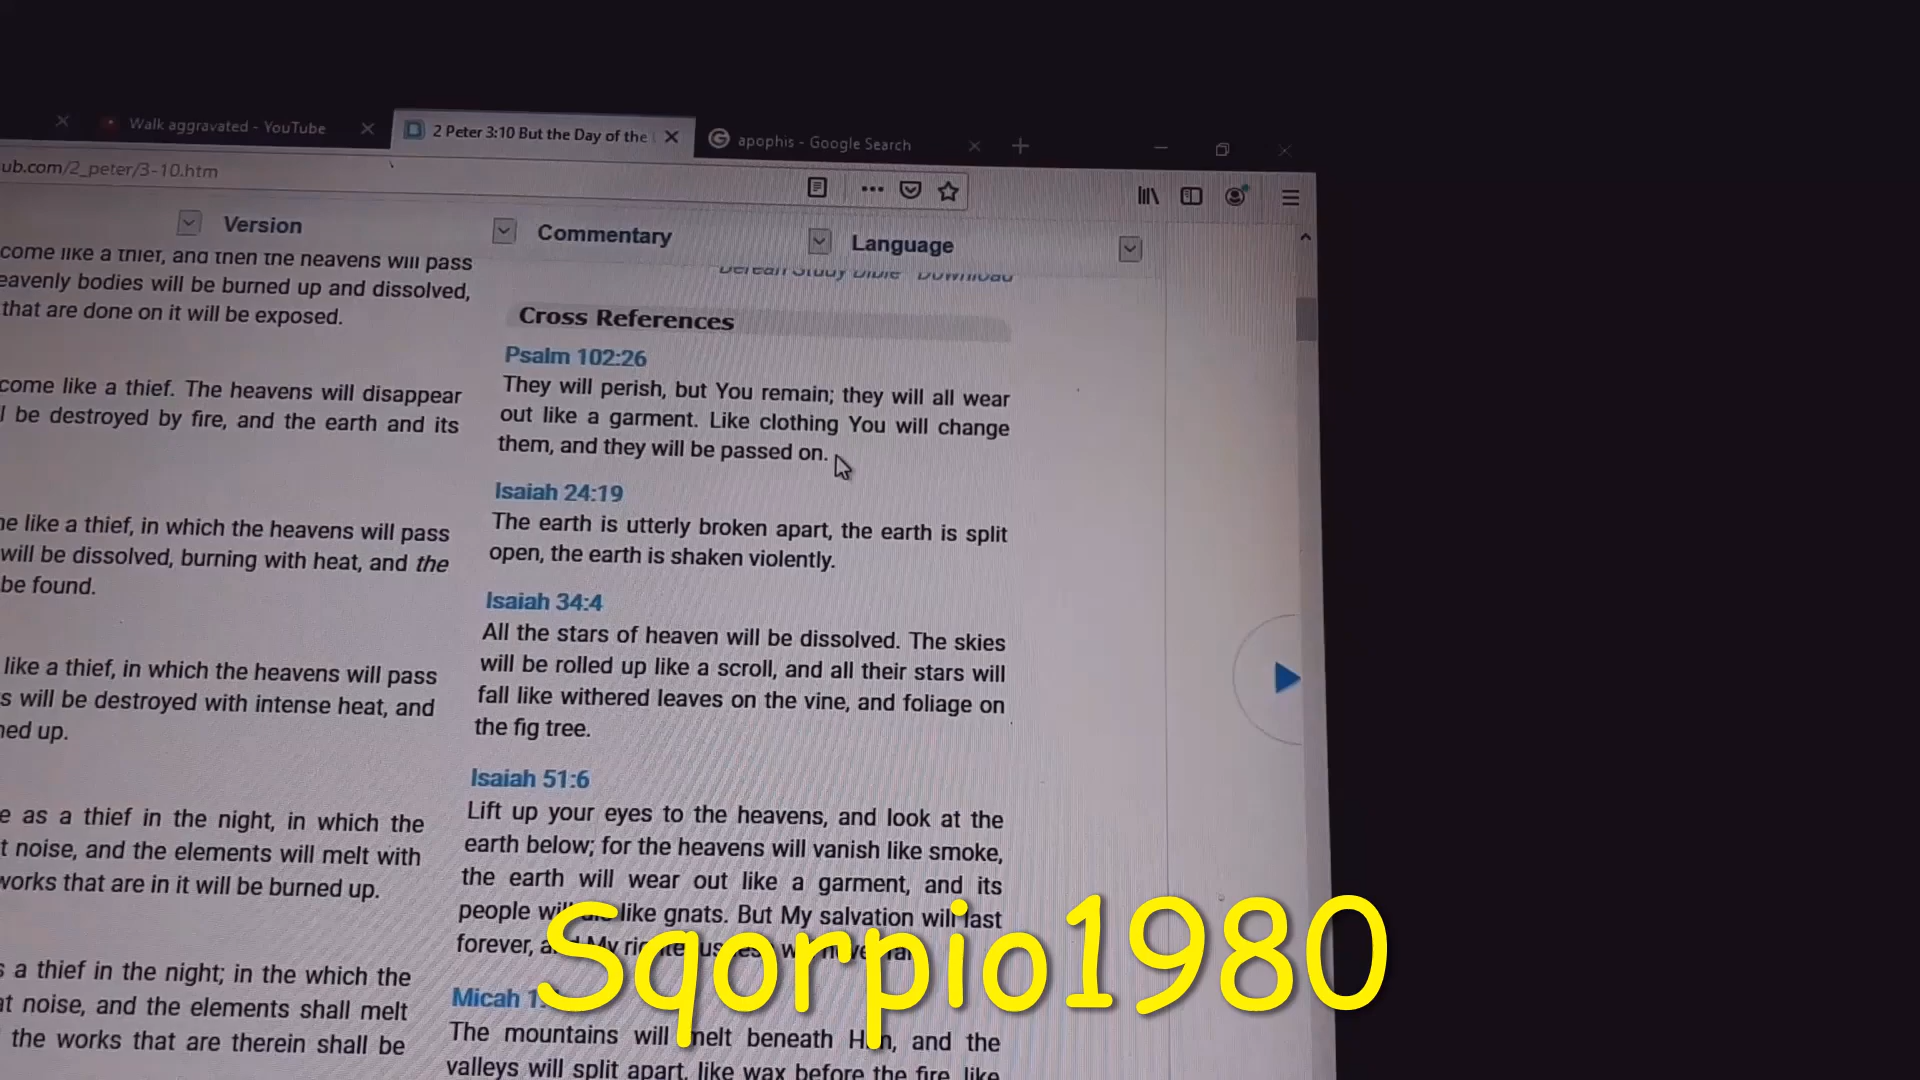 Walk aggravated - YouTube
2 Peter 3:10 But the Day of the
apophis - Google Search
ub.com/2_peter/3-10.htm
Version
Commentary
Language
come like a thief, and then the heavens will pass
eavenly bodies will be burned up and dissolved,
that are done on it will be exposed.
come like a thief. The heavens will disappear
l be destroyed by fire, and the earth and its
e like a thief, in which the heavens will pass
will be dissolved, burning with heat, and the
be found.
like a thief, in which the heavens will pass
s will be destroyed with intense heat, and
ned up.
e as a thief in the night, in which the
t noise, and the elements will melt with
works that are in it will be burned up.
s a thief in the night; in the which the
at noise, and the elements shall melt
the works that are therein shall be
Berean Study Bible Download
Cross References
Psalm 102:26
They will perish, but You remain; they will all wear
out like a garment. Like clothing You will change
them, and they will be passed on.
Isaiah 24:19
The earth is utterly broken apart, the earth is split
open, the earth is shaken violently.
Isaiah 34:4
All the stars of heaven will be dissolved. The skies
will be rolled up like a scroll, and all their stars will
fall like withered leaves on the vine, and foliage on
the fig tree.
Isaiah 51:6
Lift up your eyes to the heavens, and look at the
earth below; for the heavens will vanish like smoke,
the earth will wear out like a garment, and its
people will die like gnats. But My salvation will last
forever, and My
Micah
The mountains will melt beneath Him, and the
valleys will split apart, like wax before the fire, like
Sqorpio1980